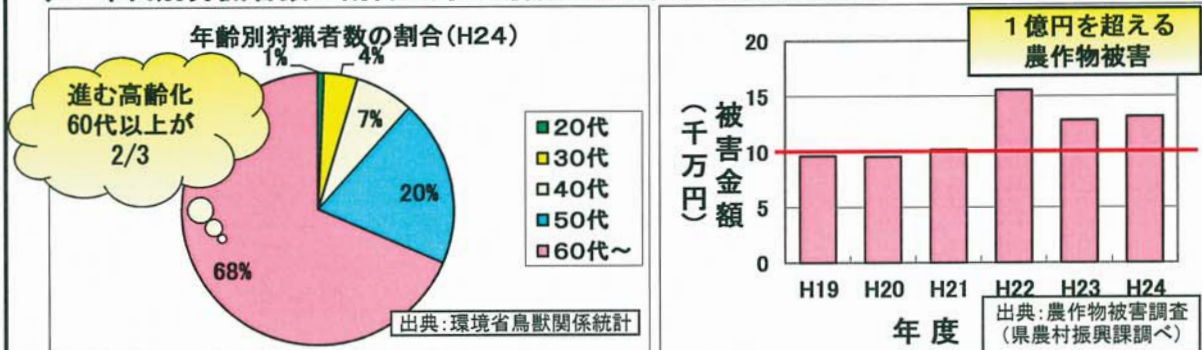 年齢別狩猟者数の割合(H24)
進む高齢化
60代以上が
2/3
1%
4%
7%
20%
68%
20代
30代
40代
50代
60代～
出典:環境省鳥獣関係統計
1億円を超える
農作物被害
被害金額
(千万円)
20
15
10
5
0
H19 H20 H21 H22 H23 H24
年度
出典:農作物被害調査
(県農村振興課調べ)